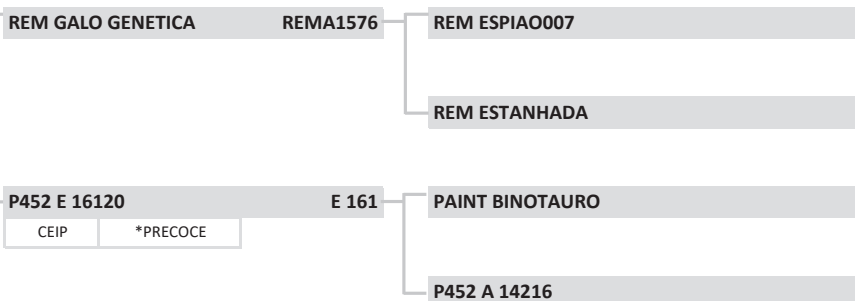 REM GALO GENETICA REMA1576 REM ESPIAO007
REM ESTANHADA
P452 E 16120 E 161 PAINT BINOTAURO
CEIP *PRECOCE
P452 A 14216